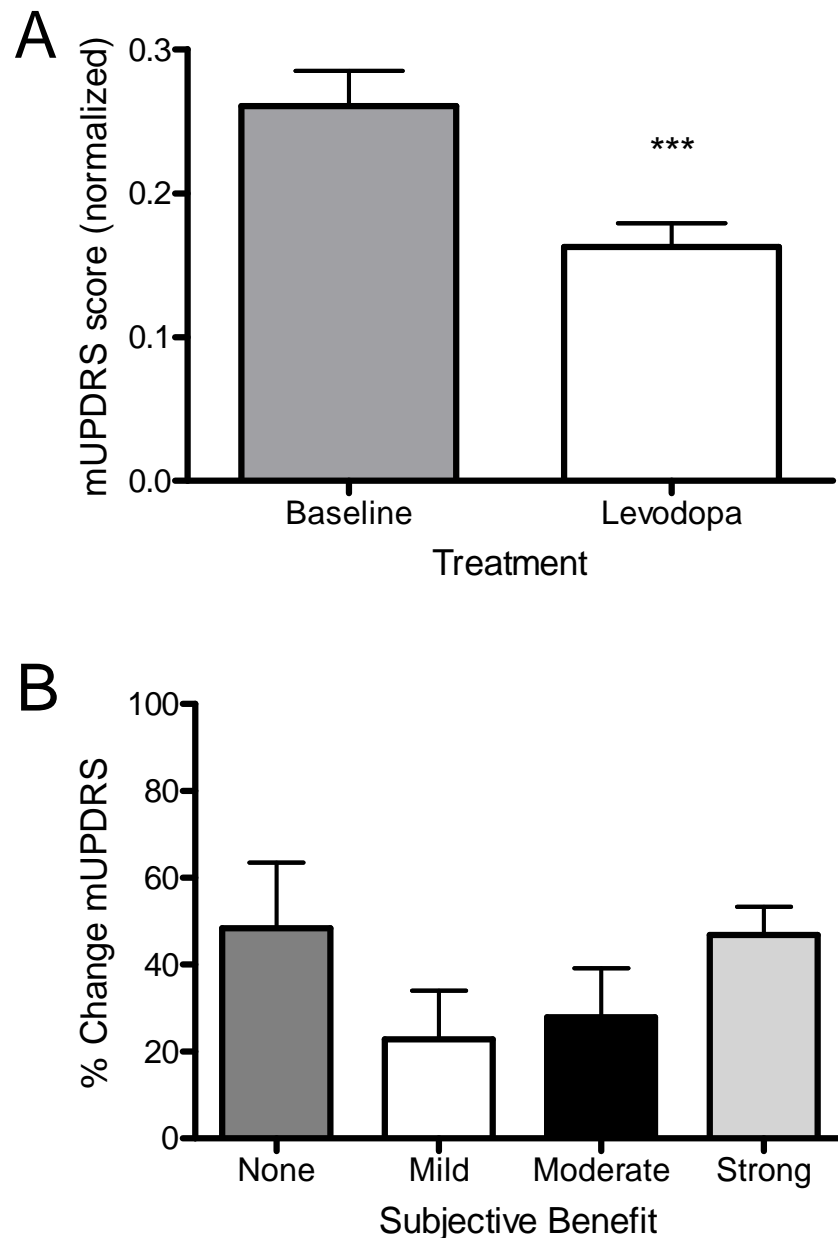 A
mUPDRS score (normalized)
0.3
0.2
0.1
0.0
***
Baseline Levodopa
Treatment
B
% Change mUPDRS
100
80
60
40
20
0
None Mild Moderate Strong
Subjective Benefit